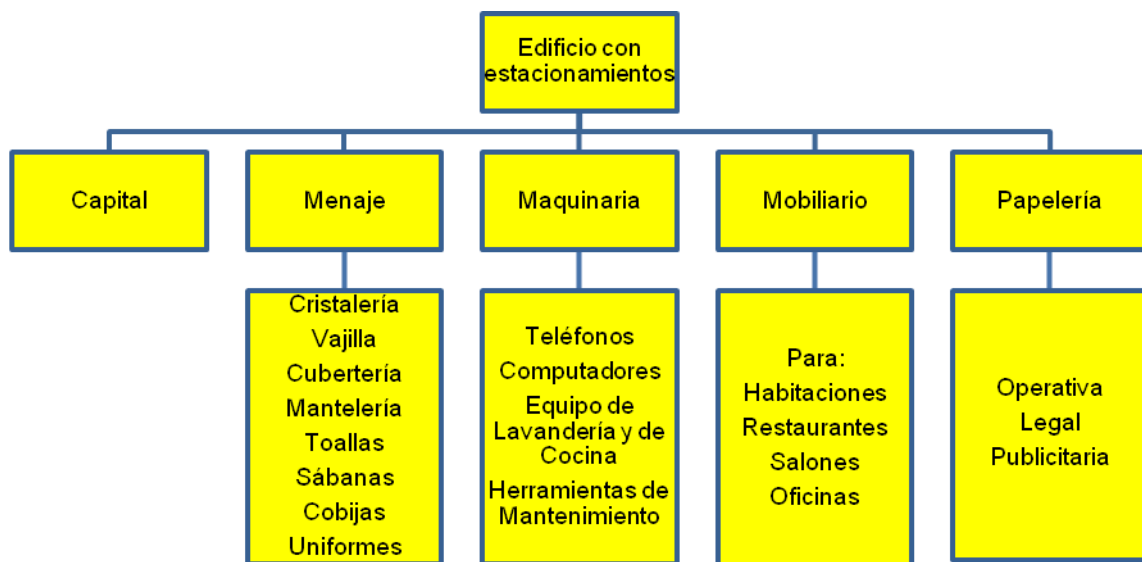 Edificio con
estacionamientos
Capital
Menaje
Maquinaria
Mobiliario
Papelería
Cristalería
Vajilla
Cubertería
Mantelería
Toallas
Sábanas
Cobijas
Uniformes
Teléfonos
Computadores
Equipo de
Lavandería y de
Cocina
Herramientas de
Mantenimiento
Para:
Habitaciones
Restaurantes
Salones
Oficinas
Operativa
Legal
Publicitaria